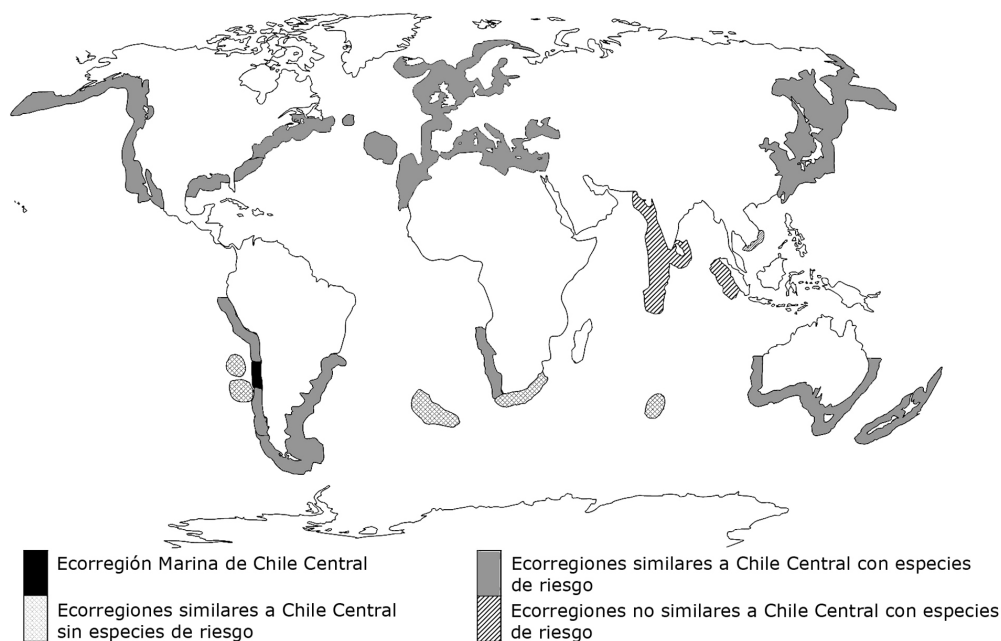 Ecorregión Marina de Chile Central
Ecorregiones similares a Chile Central
sin especies de riesgo
Ecorregiones similares a Chile Central con especies
de riesgo
Ecorregiones no similares a Chile Central con especies
de riesgo